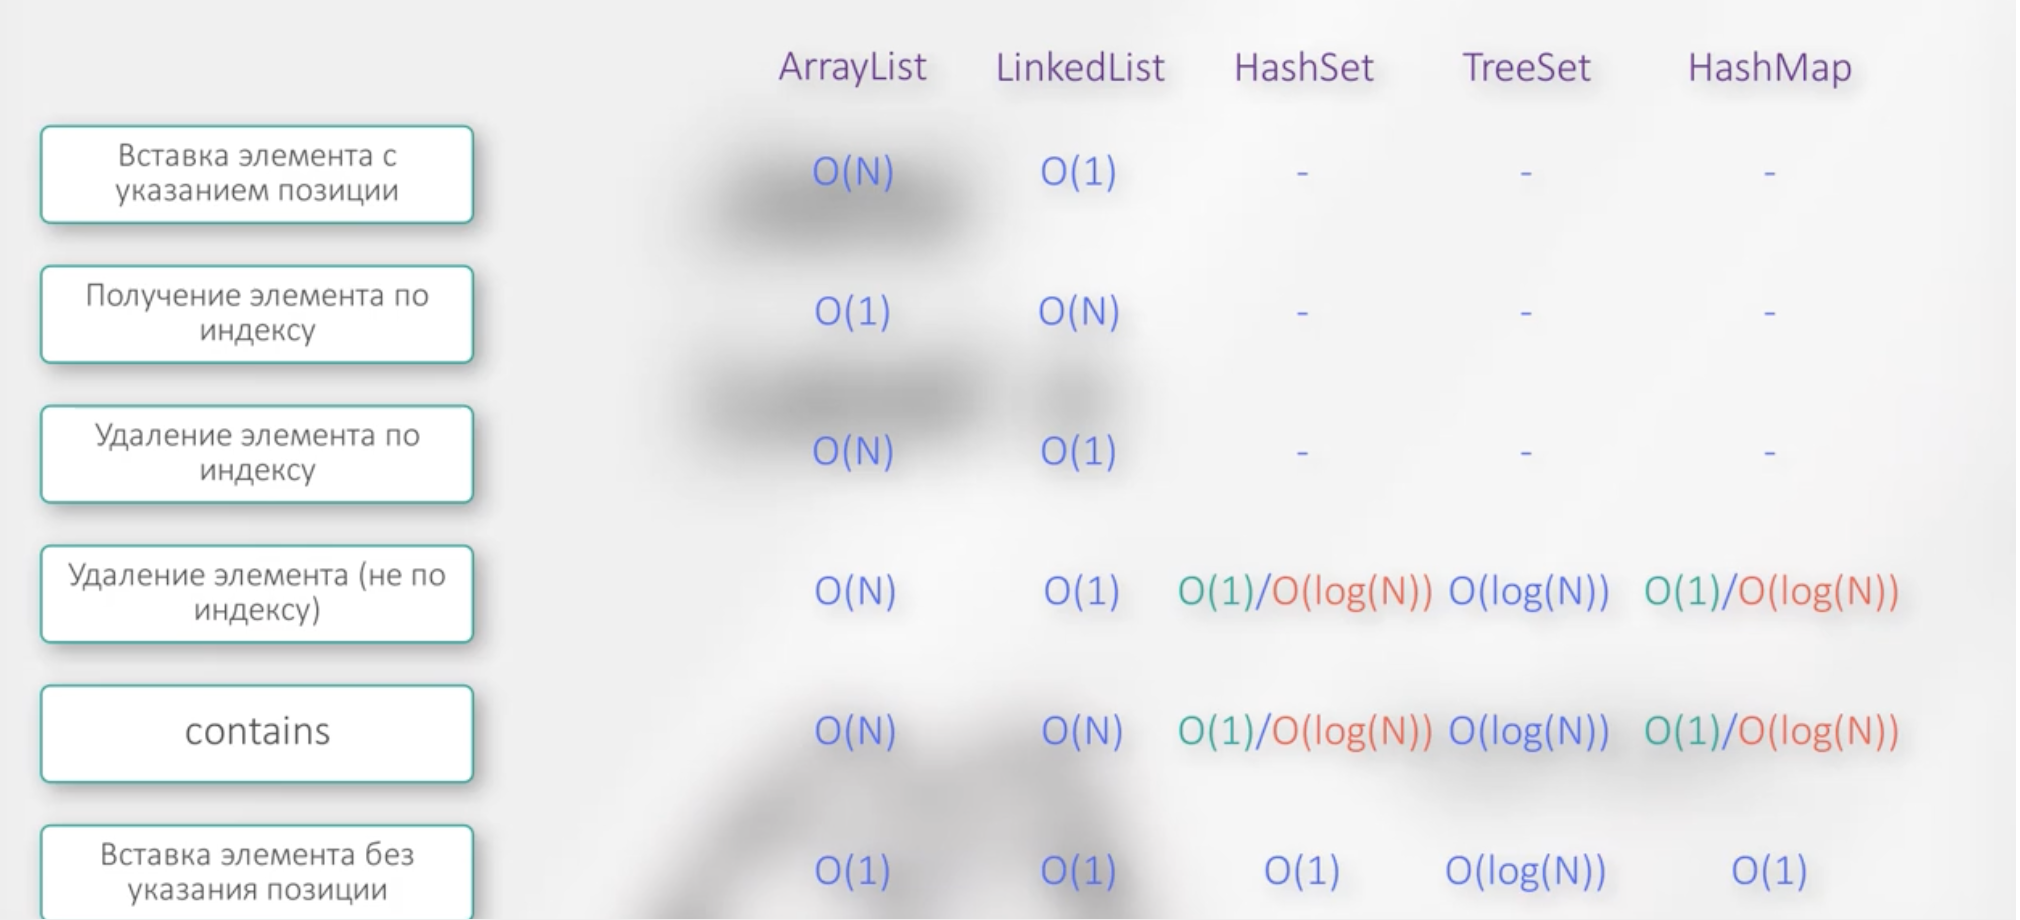 ArrayList LinkedList HashSet TreeSet HashMap
Вставка элемента с
указанием позиции
O(N) O(1) - - -
Получение элемента по
индексу
O(1) O(N) - - -
Удаление элемента по
индексу
O(N) O(1) - - -
Удаление элемента (не по
индексу)
O(N) O(1) O(1)/O(log(N)) O(log(N)) O(1)/O(log(N))
contains
O(N) O(N) O(1)/O(log(N)) O(log(N)) O(1)/O(log(N))
Вставка элемента без
указания позиции
O(1) O(1) O(1) O(log(N)) O(1)